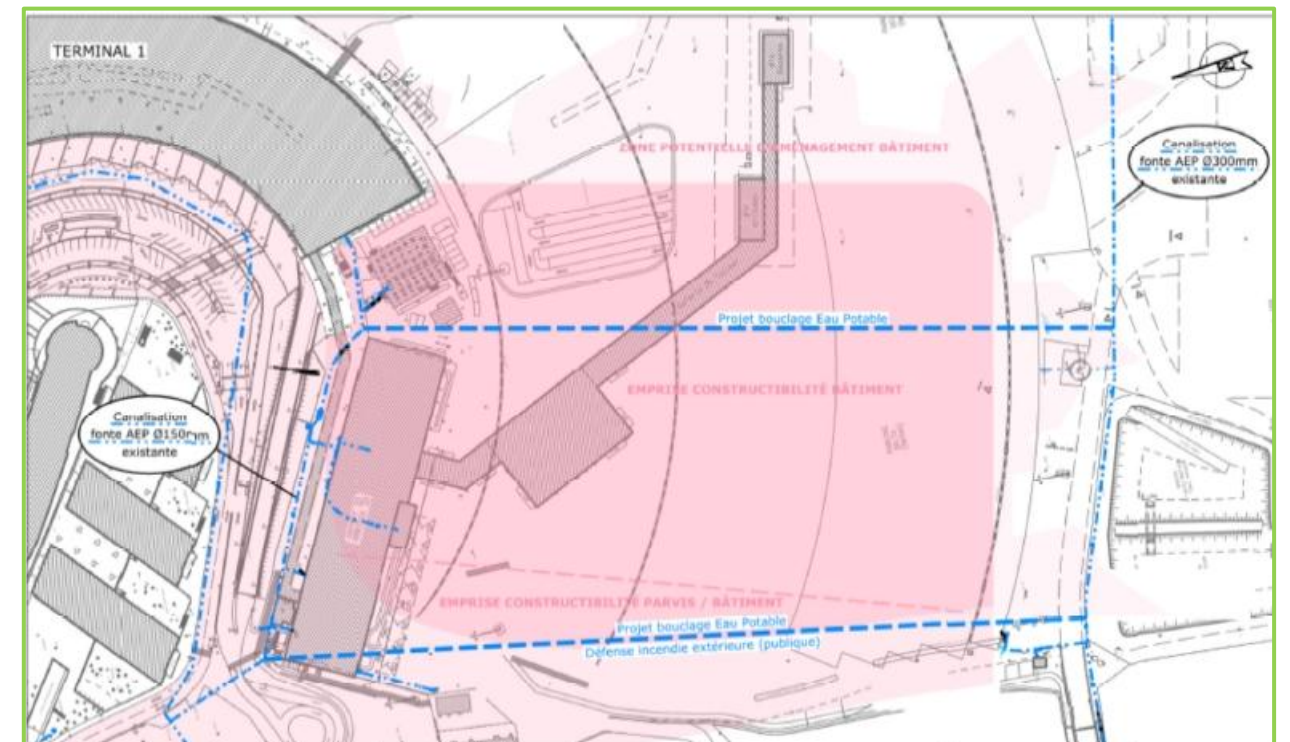 TERMINAL 1
ZONE POTENTIELLE D'AMÉNAGEMENT BÂTIMENT
Canalisation
fonte AEP Ø300mm
existante
Projet bouclage Eau Potable
EMPRISE CONSTRUCTIBILITÉ BÂTIMENT
Canalisation
fonte AEP Ø150mm
existante
EMPRISE CONSTRUCTIBILITÉ PARVIS / BÂTIMENT
Projet bouclage Eau Potable
Défense incendie extérieure (publique)